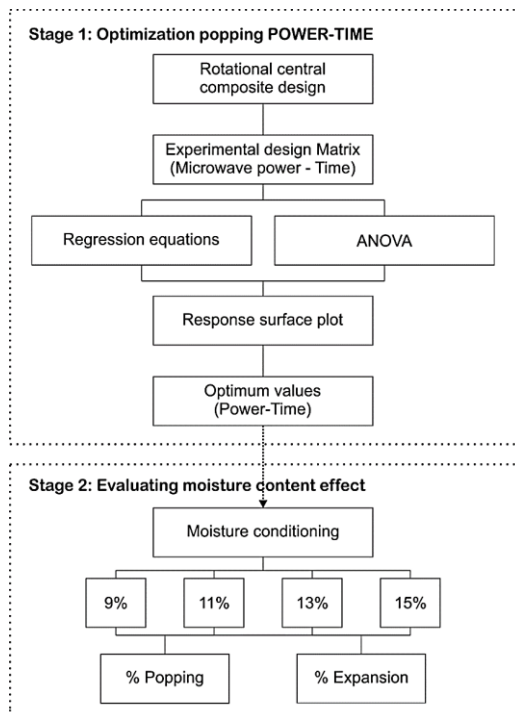 Stage 1: Optimization popping POWER-TIME
Rotational central
composite design
Experimental design Matrix
(Microwave power - Time)
Regression equations
ANOVA
Response surface plot
Optimum values
(Power-Time)
Stage 2: Evaluating moisture content effect
Moisture conditioning
9%
11%
13%
15%
% Popping
% Expansion